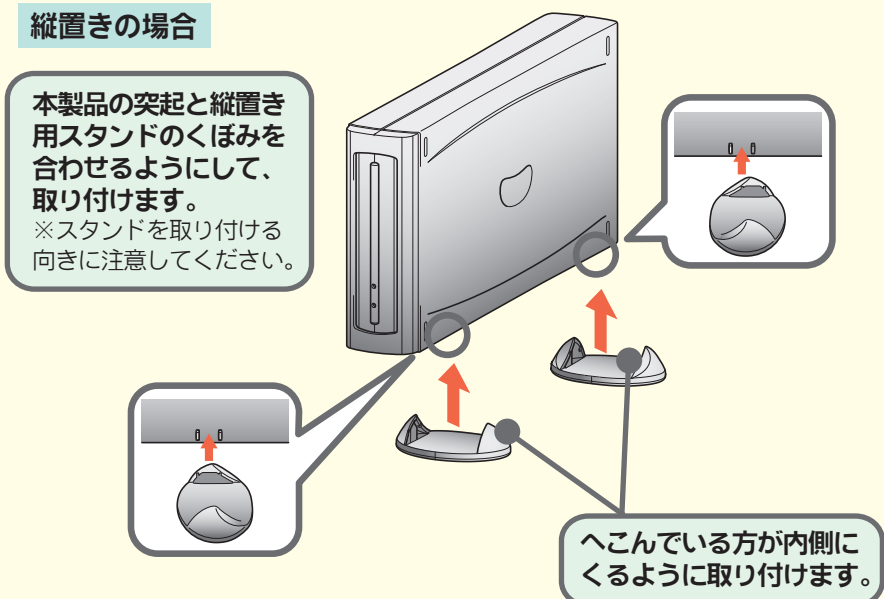 縦置きの場合
本製品の突起と縦置き
用スタンドのくぼみを
合わせるようにして、
取り付けます。
※スタンドを取り付ける
向きに注意してください。
へこんでいる方が内側に
くるように取り付けます。